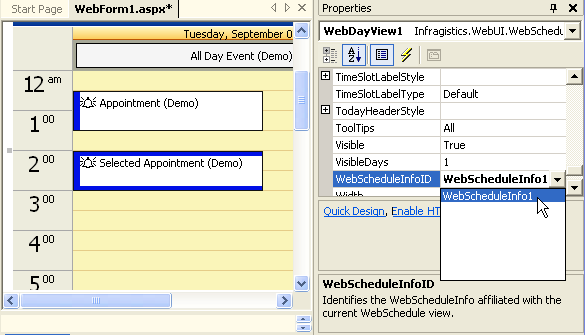 Start Page WebForm1.aspx*
Tuesday, September 0
All Day Event (Demo)
12 am
Appointment (Demo)
1 00
2 00
Selected Appointment (Demo)
3 00
4 00
5 00
Properties
WebDayView1 Infragistics.WebUI.WebSchedu
TimeSlotLabelStyle
TimeSlotLabelType Default
TodayHeaderStyle
ToolTips All
Visible True
VisibleDays 1
WebScheduleInfoID WebScheduleInfo1
Width
WebScheduleInfo1
Quick Design, Enable HT
WebScheduleInfoID
Identifies the WebScheduleInfo affiliated with the
current WebSchedule view.